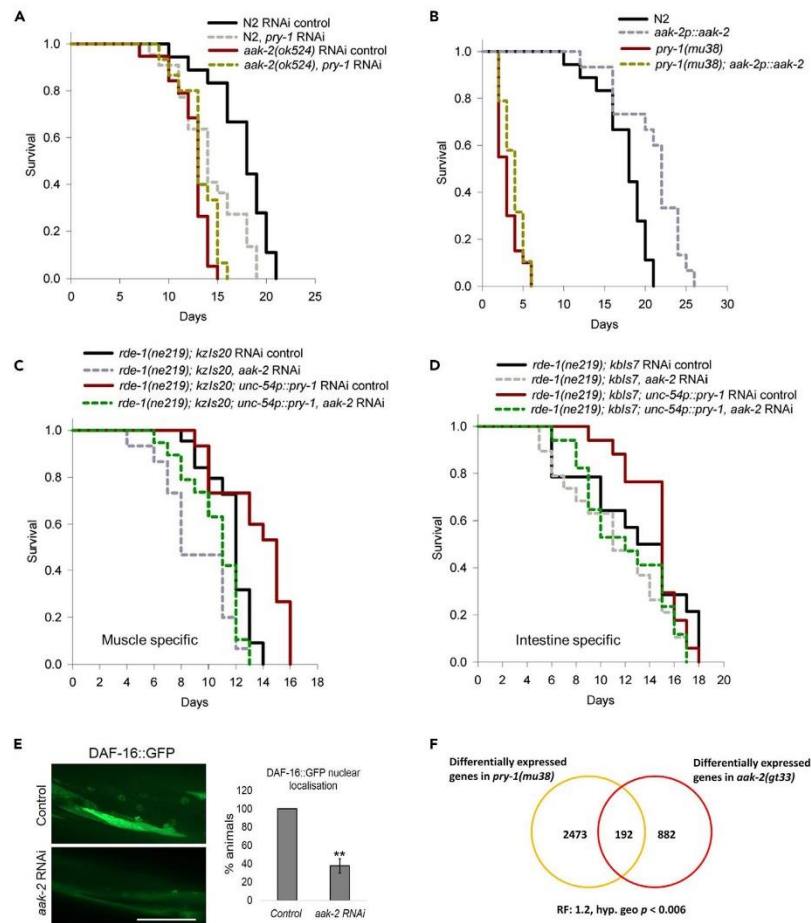 A
N2 RNAi control
N2, pry-1 RNAi
aak-2(ok524) RNAi control
aak-2(ok524), pry-1 RNAi
Survival
1.0
0.8
0.6
0.4
0.2
0.0
0 5 10 15 20 25
Days
B
N2
aak-2p::aak-2
pry-1(mu38)
pry-1(mu38); aak-2p::aak-2
Survival
1.0
0.8
0.6
0.4
0.2
0.0
0 5 10 15 20 25 30
Days
C
rde-1(ne219); kzIs20 RNAi control
rde-1(ne219); kzIs20, aak-2 RNAi
rde-1(ne219); kzIs20; unc-54p::pry-1 RNAi control
rde-1(ne219); kzIs20; unc-54p::pry-1, aak-2 RNAi
Survival
1.0
0.8
0.6
0.4
0.2
0.0
Muscle specific
0 2 4 6 8 10 12 14 16 18
Days
D
rde-1(ne219); kbIs7 RNAi control
rde-1(ne219); kbIs7, aak-2 RNAi
rde-1(ne219); kbIs7; unc-54p::pry-1 RNAi control
rde-1(ne219); kbIs7; unc-54p::pry-1, aak-2 RNAi
Survival
1.0
0.8
0.6
0.4
0.2
0.0
Intestine specific
0 2 4 6 8 10 12 14 16 18 20
Days
E
DAF-16::GFP
Control
aak-2 RNAi
DAF-16::GFP nuclear
localisation
% animals
120
100
80
60
40
20
0
**
Control aak-2 RNAi
F
Differentially expressed
genes in pry-1(mu38)
Differentially expressed
genes in aak-2(gt33)
2473 192 882
RF: 1.2, hyp. geo p < 0.006